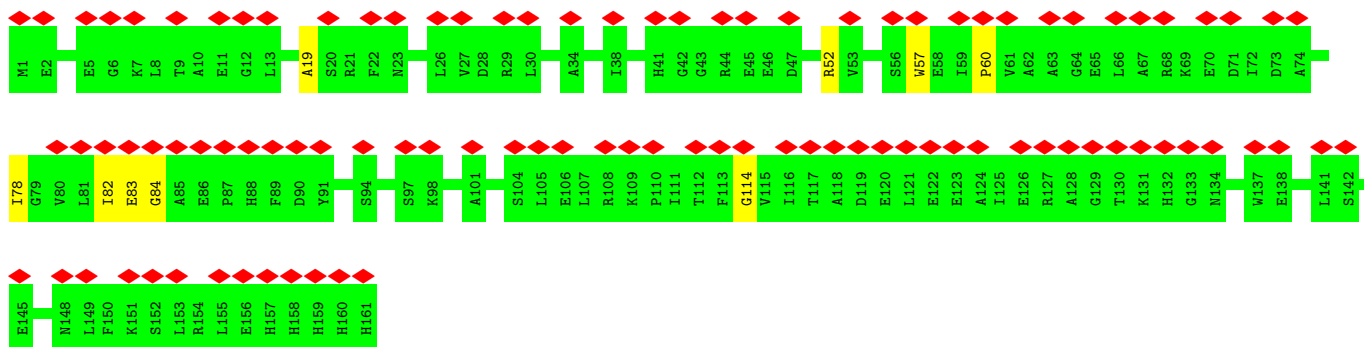 M1 E2 E5 G6 K7 L8 T9 A10 E11 G12 L13 A19 S20 R21 F22 N23 L26 V27 D28 R29 L30 A34 I38 H41 G42 G43 R44 E45 E46 D47 R52 V53 S56 W57 E58 I59 P60 V61 A62 A63 G64 E65 L66 A67 R68 K69 E70 D71 I72 D73 A74
I78 G79 V80 L81 I82 E83 G84 A85 E86 P87 H88 F89 D90 Y91 S94 S97 K98 A101 S104 L105 E106 L107 R108 K109 P110 I111 T112 F113 G114 V115 I116 T117 A118 D119 E120 L121 E122 E123 A124 I125 E126 R127 A128 G129 T130 K131 H132 G133 N134 W137 E138 L141 S142
E145 N148 L149 F150 K151 S152 L153 R154 L155 E156 H157 H158 H159 H160 H161